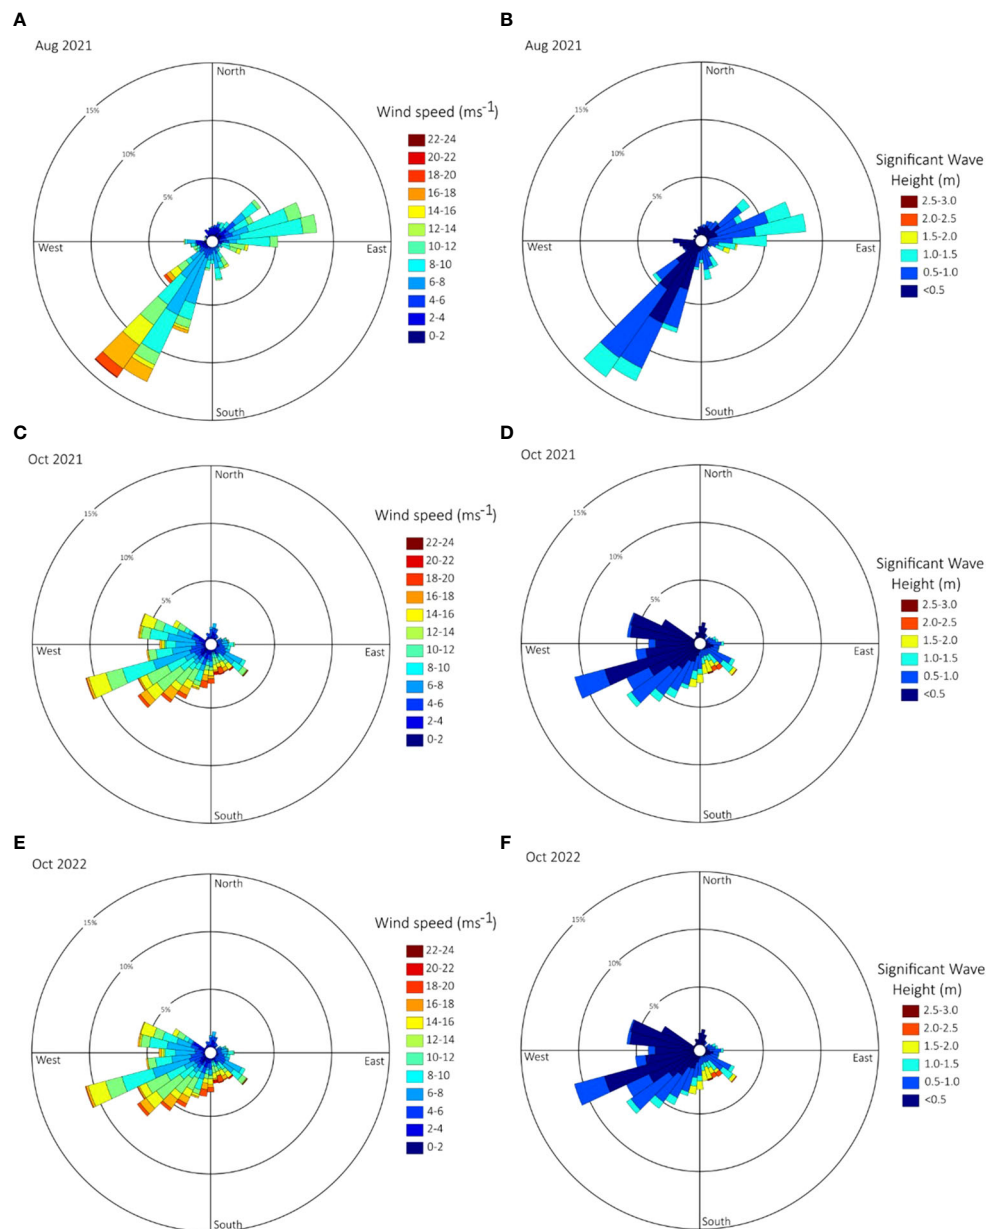 A
Aug 2021
North
15%
10%
5%
West
East
South
Wind speed (ms-1)
22-24
20-22
18-20
16-18
14-16
12-14
10-12
8-10
6-8
4-6
2-4
0-2
B
Aug 2021
North
15%
10%
5%
West
East
South
Significant Wave
Height (m)
2.5-3.0
2.0-2.5
1.5-2.0
1.0-1.5
0.5-1.0
<0.5
C
Oct 2021
North
15%
10%
5%
West
East
South
Wind speed (ms-1)
22-24
20-22
18-20
16-18
14-16
12-14
10-12
8-10
6-8
4-6
2-4
0-2
D
Oct 2021
North
15%
10%
5%
West
East
South
Significant Wave
Height (m)
2.5-3.0
2.0-2.5
1.5-2.0
1.0-1.5
0.5-1.0
<0.5
E
Oct 2022
North
15%
10%
5%
West
East
South
Wind speed (ms-1)
22-24
20-22
18-20
16-18
14-16
12-14
10-12
8-10
6-8
4-6
2-4
0-2
F
Oct 2022
North
15%
10%
5%
West
East
South
Significant Wave
Height (m)
2.5-3.0
2.0-2.5
1.5-2.0
1.0-1.5
0.5-1.0
<0.5